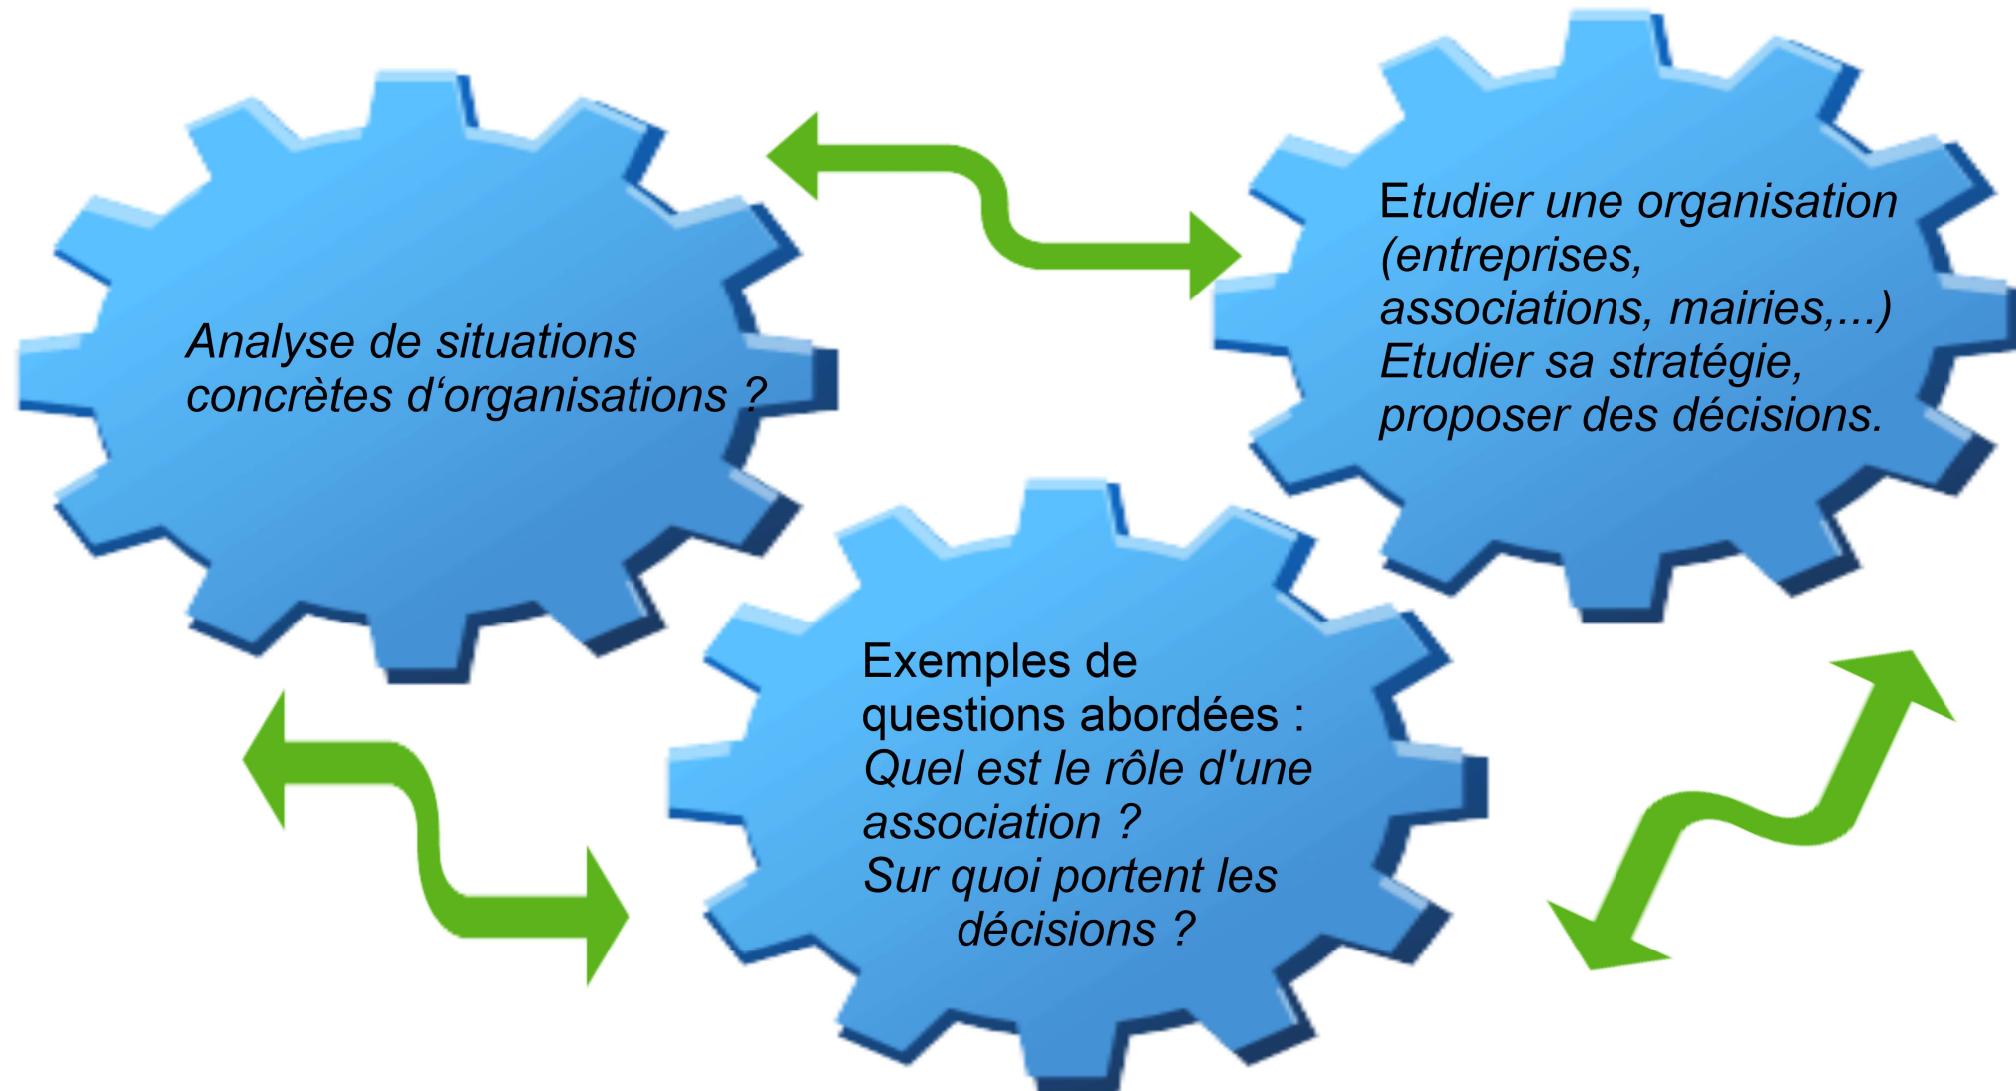 Analyse de situations
concrètes d‘organisations ?
Etudier une organisation
(entreprises,
associations, mairies,...)
Etudier sa stratégie,
proposer des décisions.
Exemples de
questions abordées :
Quel est le rôle d'une
association ?
Sur quoi portent les
décisions ?